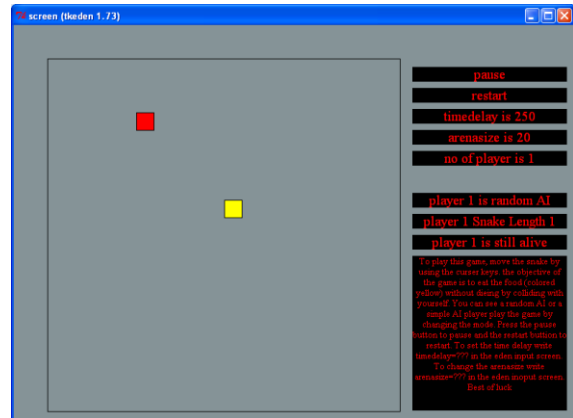 screen (tkeden 1.73)
pause
restart
timedelay is 250
arenasize is 20
no of player is 1
player 1 is random AI
player 1 Snake Length 1
player 1 is still alive
To play this game, move the snake by
using the curser keys. the objective of
the game is to eat the food (colored
yellow) without dieing by colliding with
yourself. You can see a random AI or a
simple AI player play the game by
changing the mode. Press the pause
button to pause and the restart buttion to
restart. To set the time delay write
timedelay=??? in the eden input screen.
To change the arenasize write
arenasize=??? in the eden inoput screen.
Best of luck